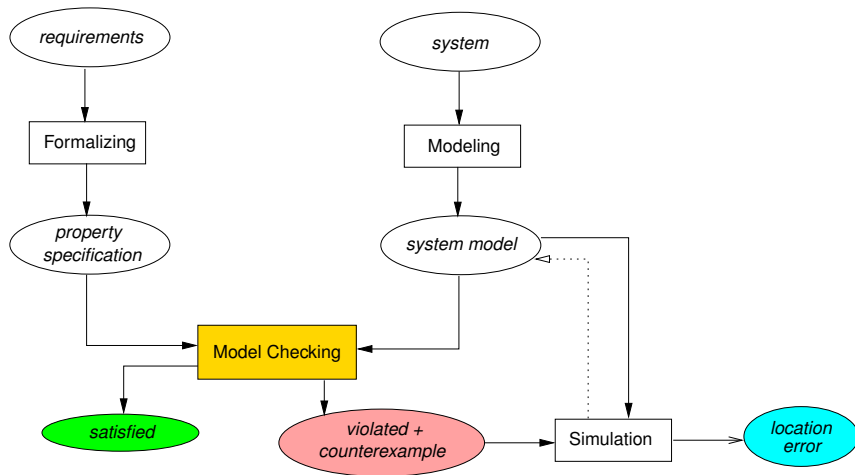 requirements
system
Formalizing
Modeling
property
specification
system model
Model Checking
satisfied
violated +
counterexample
Simulation
location
error